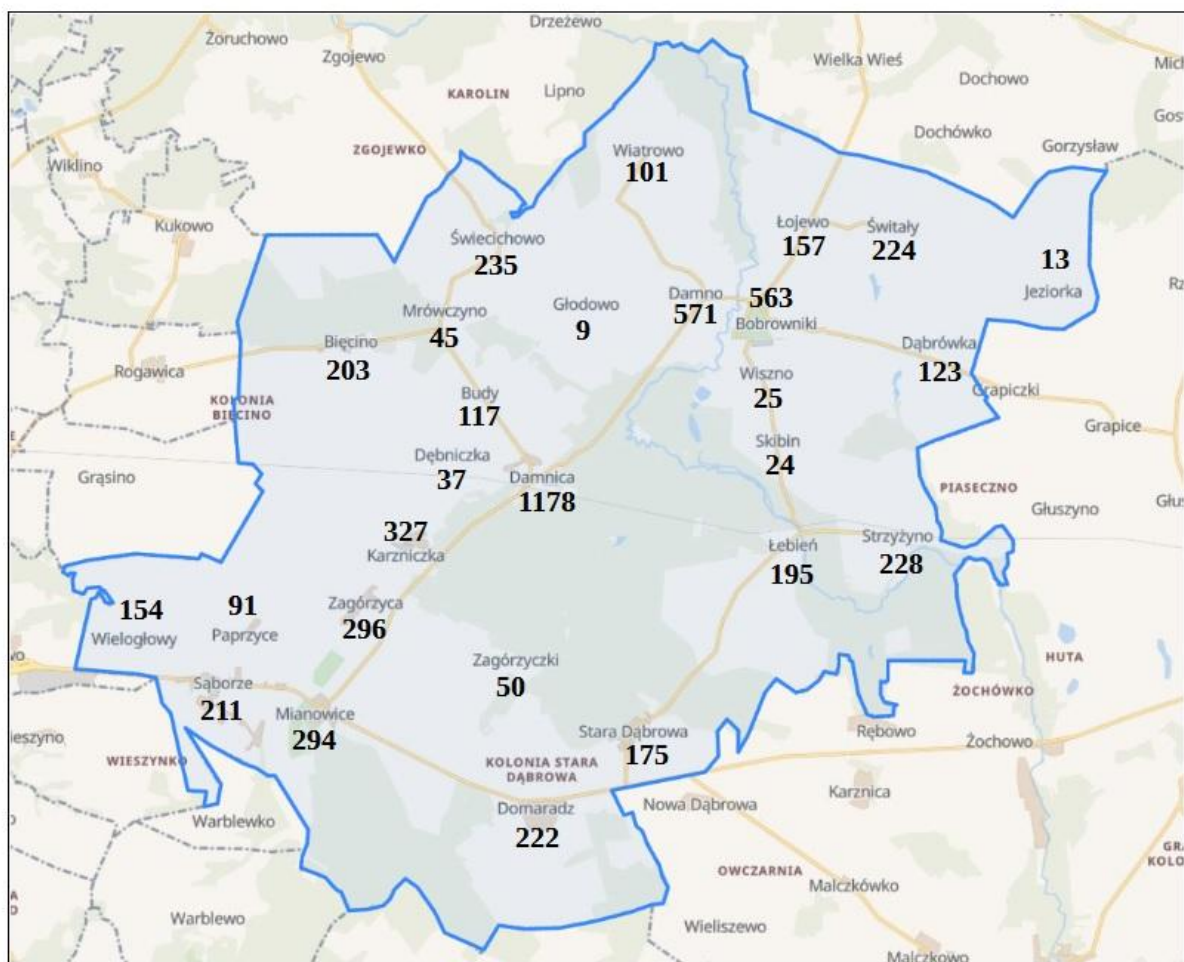 Drzeżewo
Żoruchowo
Zgojewo
Wielka Wieś
Dochowo
KAROLIN
Lipno
Dochówko
Gorzysław
ZGOJEWKO
Wiatrowo
101
Wiklino
Kukowo
Świecichowo
235
Łojewo
157
Świtały
224
13
Jeziorka
Mrówczyno
45
Głodowo
9
Damno
571
563
Bobrowniki
Bięcino
203
Dąbrówka
123
Rogawica
KOLONIA
BIĘCINO
Budy
117
Wiszno
25
Grapiczki
Grapice
Skibin
24
Grąsino
Dębniczka
37
Damnica
1178
PIASECZNO
Głuszyno
327
Karzniczka
Łebień
195
Strzyżyno
228
154
Wielogłowy
91
Paprzyce
Zagórzyca
296
Zagórzyczki
50
HUTA
Sąborze
211
Mianowice
294
ŻOCHÓWKO
Stara Dąbrowa
175
Rębowo
Żochowo
WIESZYNKO
KOLONIA STARA
DĄBROWA
Domaradz
222
Nowa Dąbrowa
Karznica
Warblewko
OWCZARNIA
Malczkówko
Warblewo
Wieliszewo
Malczkowo